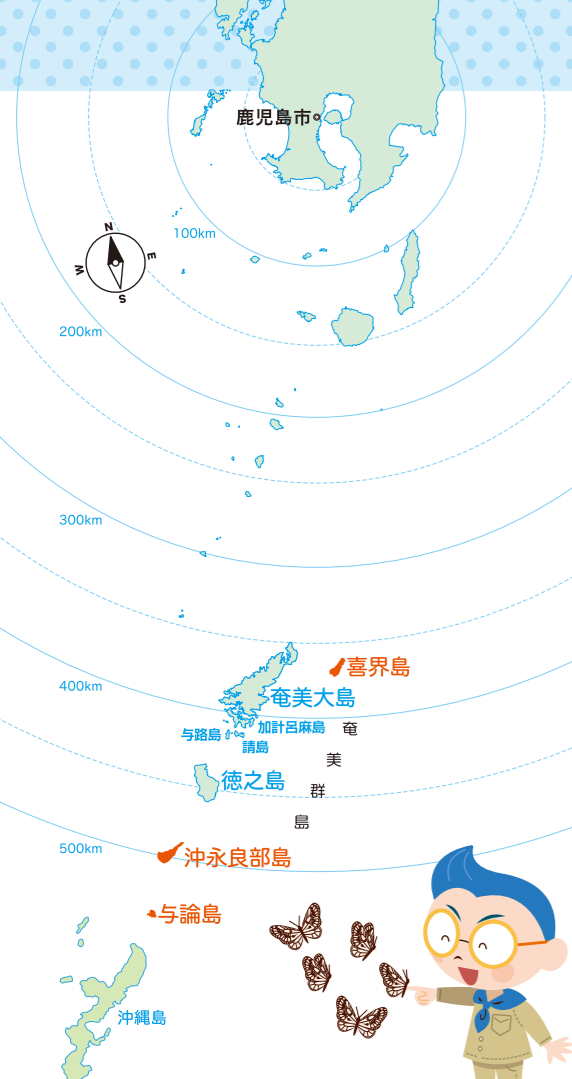 鹿児島市
100km
N
E
W
S
200km
300km
喜界島
400km
奄美大島
加計呂麻島
与路島
請島
奄美群島
徳之島
500km
沖永良部島
与論島
沖縄島